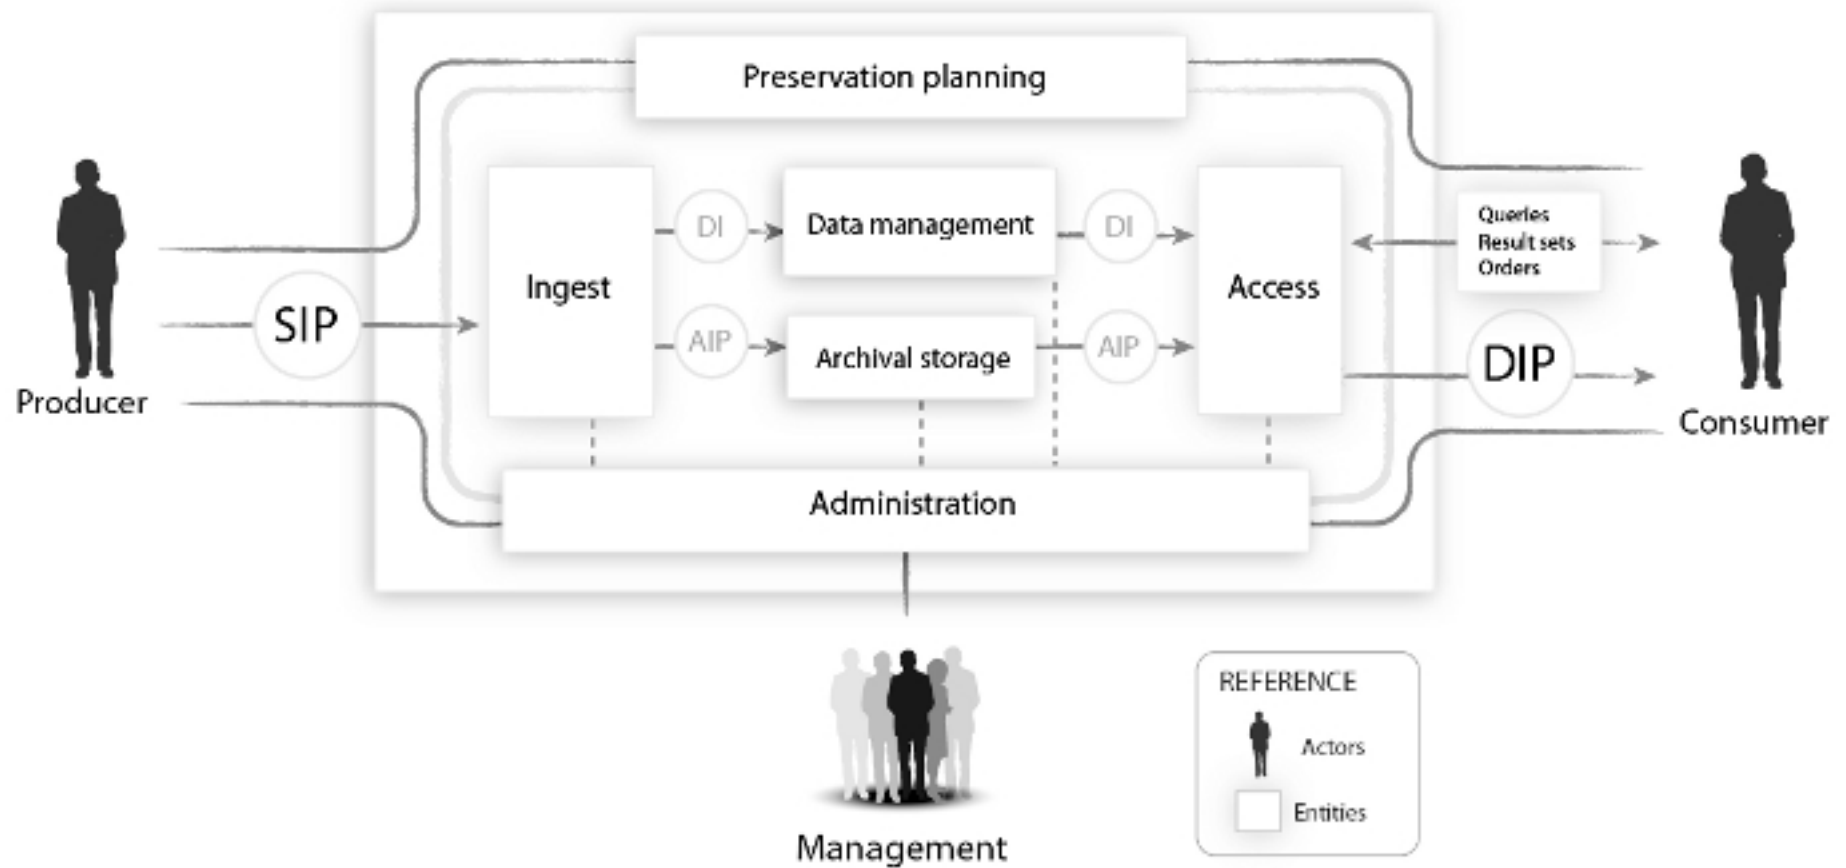 Preservation planning
Queries
Result sets
Orders
DI
Data management
DI
Ingest
Access
SIP
AIP
Archival storage
AIP
DIP
Producer
Consumer
Administration
REFERENCE
Actors
Entities
Management